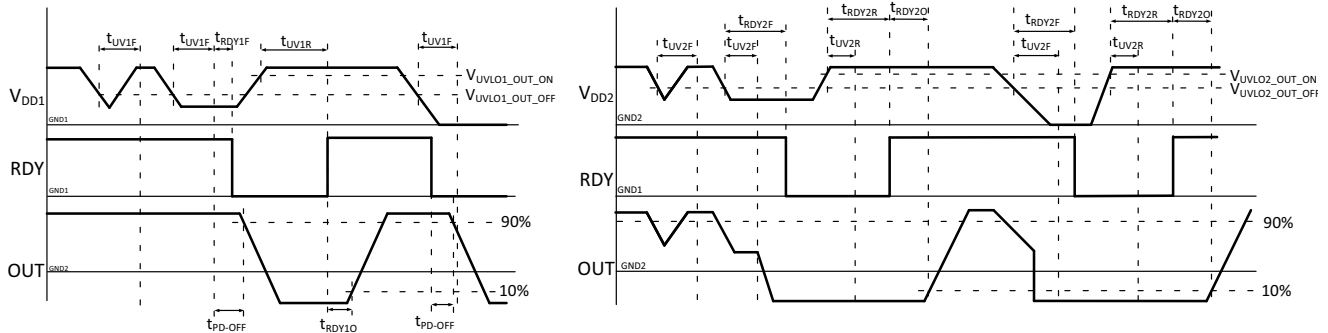 tUV1F
tUV1F
tRDY1F
tUV1R
tUV1F
VDD1
VUVLO1_OUT_ON
VUVLO1_OUT_OFF
GND1
RDY
GND1
90%
OUT
GND2
10%
tPD-OFF
tRDY1O
tPD-OFF
tRDY2F
tRDY2R
tRDY2O
tRDY2F
tRDY2R
tRDY2O
tUV2F
tUV2F
tUV2R
tUV2F
tUV2R
VDD2
VUVLO2_OUT_ON
VUVLO2_OUT_OFF
GND2
RDY
GND1
90%
OUT
GND2
10%